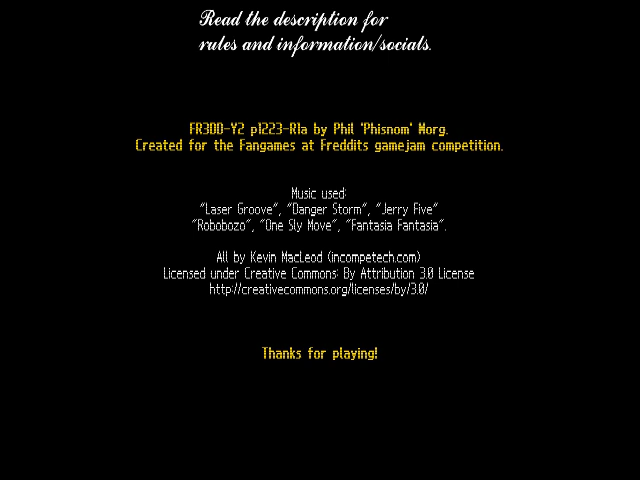 Read the description for
rules and information/socials.
FR3DD-Y2 p1223-R1a by Phil 'Phisnom' Morg.
Created for the Fangames at Freddits gamejam competition.
Music used:
"Laser Groove", "Danger Storm", "Jerry Five"
"Robobozo", "One Sly Move", "Fantasia Fantasia".
All by Kevin MacLeod (incompetech.com)
Licensed under Creative Commons: By Attribution 3.0 License
http://creativecommons.org/licenses/by/3.0/
Thanks for playing!